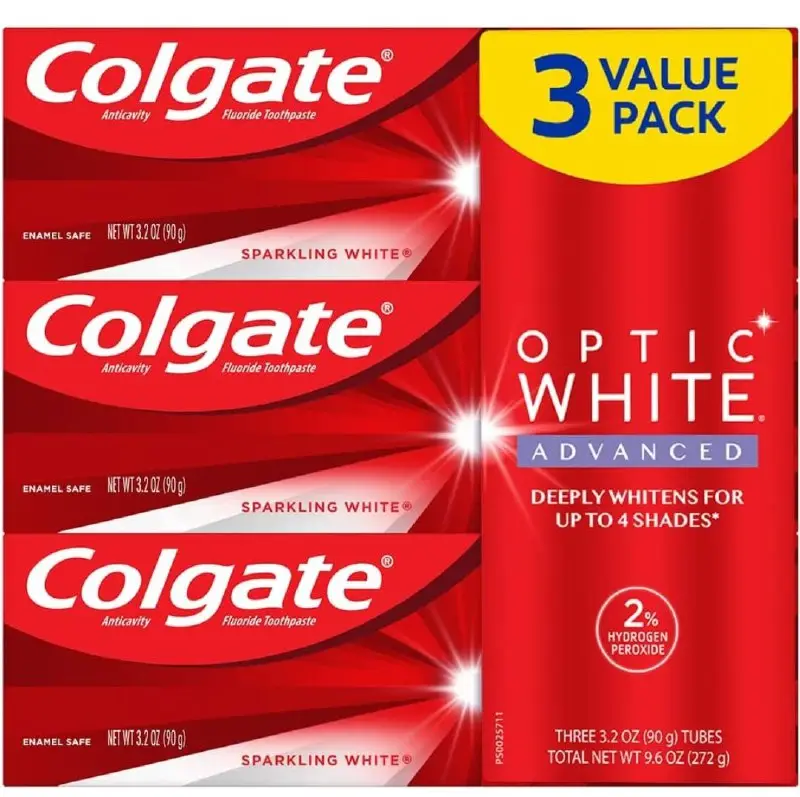 Colgate®
Anticavity Fluoride Toothpaste
ENAMEL SAFE NET WT 3.2 OZ (90 g)
SPARKLING WHITE®
Colgate®
Anticavity Fluoride Toothpaste
ENAMEL SAFE NET WT 3.2 OZ (90 g)
SPARKLING WHITE®
Colgate®
Anticavity Fluoride Toothpaste
ENAMEL SAFE NET WT 3.2 OZ (90 g)
SPARKLING WHITE®
3 VALUE
PACK
OPTIC
WHITE®
ADVANCED
DEEPLY WHITENS FOR
UP TO 4 SHADES*
2%
HYDROGEN
PEROXIDE
THREE 3.2 OZ (90 g) TUBES
TOTAL NET WT 9.6 OZ (272 g)
P50025711